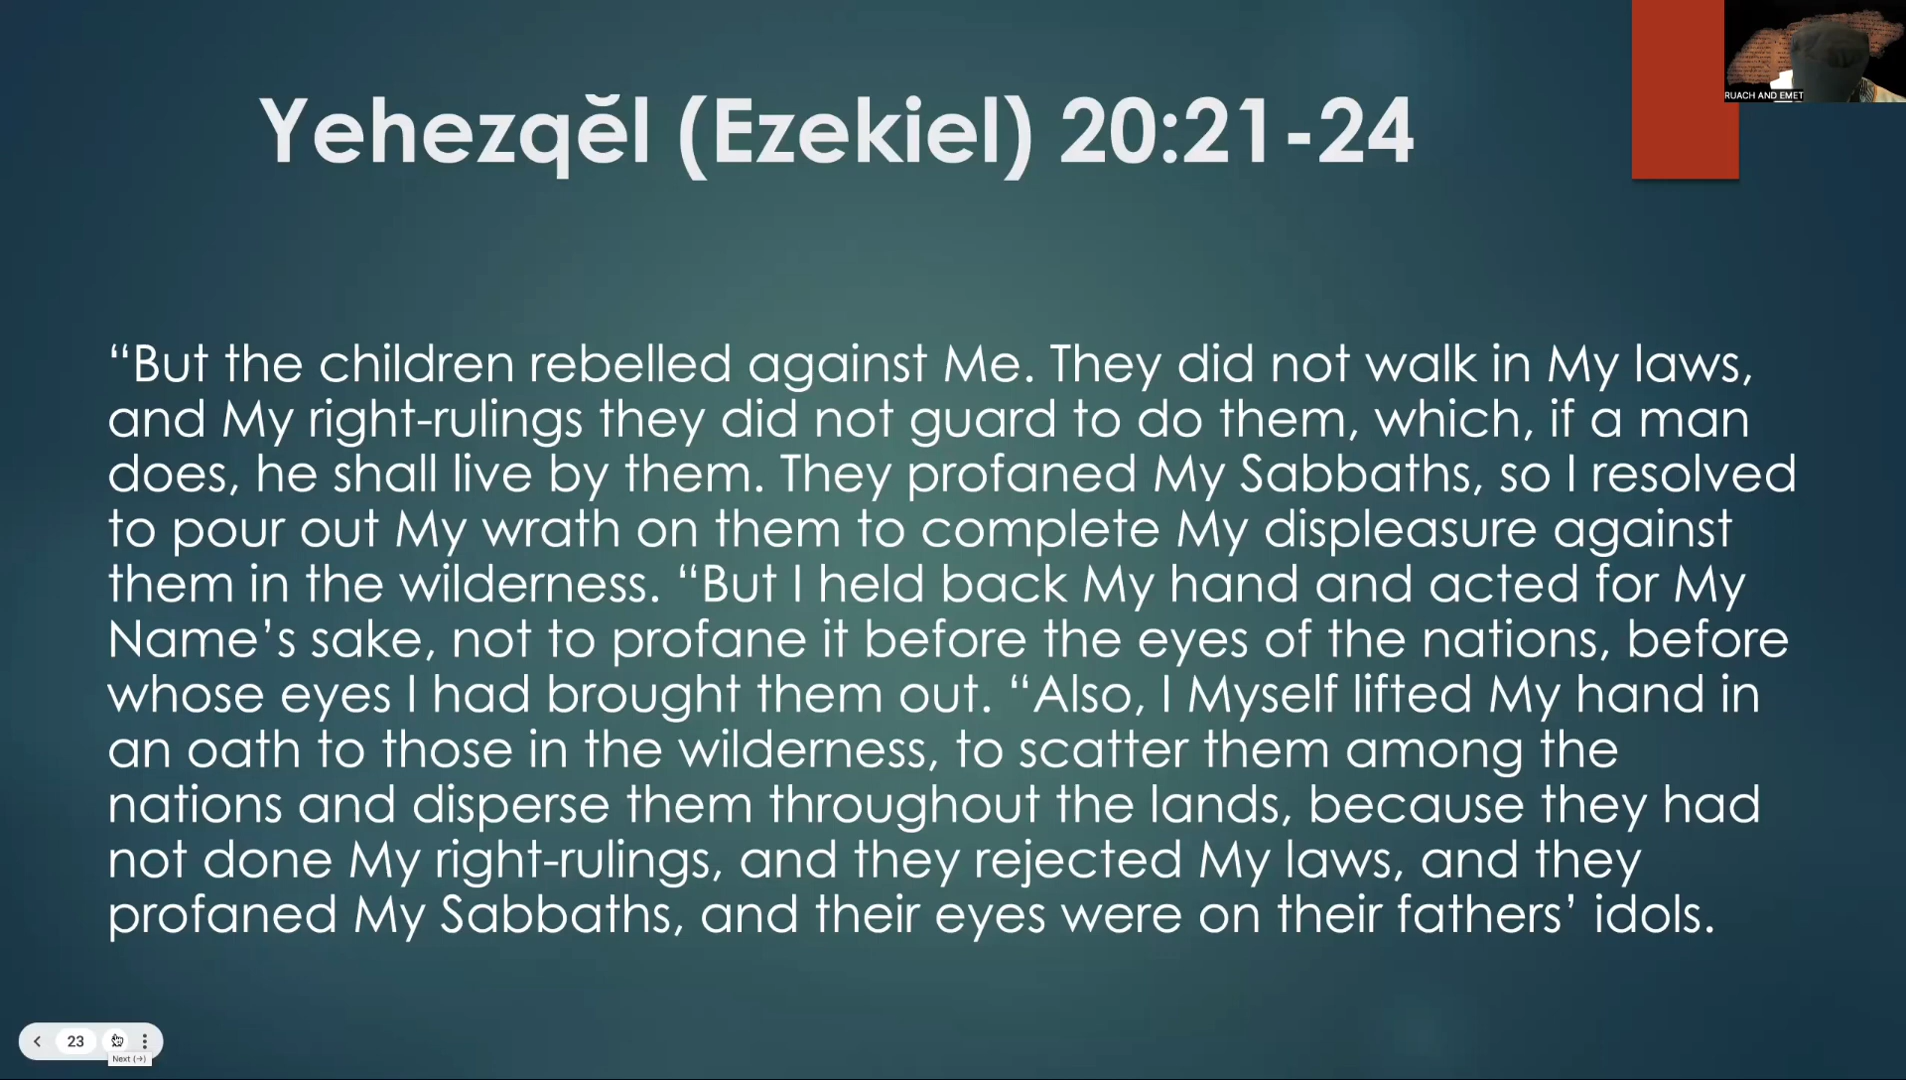 RUACH AND EMET
Yehezqĕl (Ezekiel) 20:21-24
“But the children rebelled against Me. They did not walk in My laws,
and My right-rulings they did not guard to do them, which, if a man
does, he shall live by them. They profaned My Sabbaths, so I resolved
to pour out My wrath on them to complete My displeasure against
them in the wilderness. “But I held back My hand and acted for My
Name’s sake, not to profane it before the eyes of the nations, before
whose eyes I had brought them out. “Also, I Myself lifted My hand in
an oath to those in the wilderness, to scatter them among the
nations and disperse them throughout the lands, because they had
not done My right-rulings, and they rejected My laws, and they
profaned My Sabbaths, and their eyes were on their fathers’ idols.
23
Next (→)